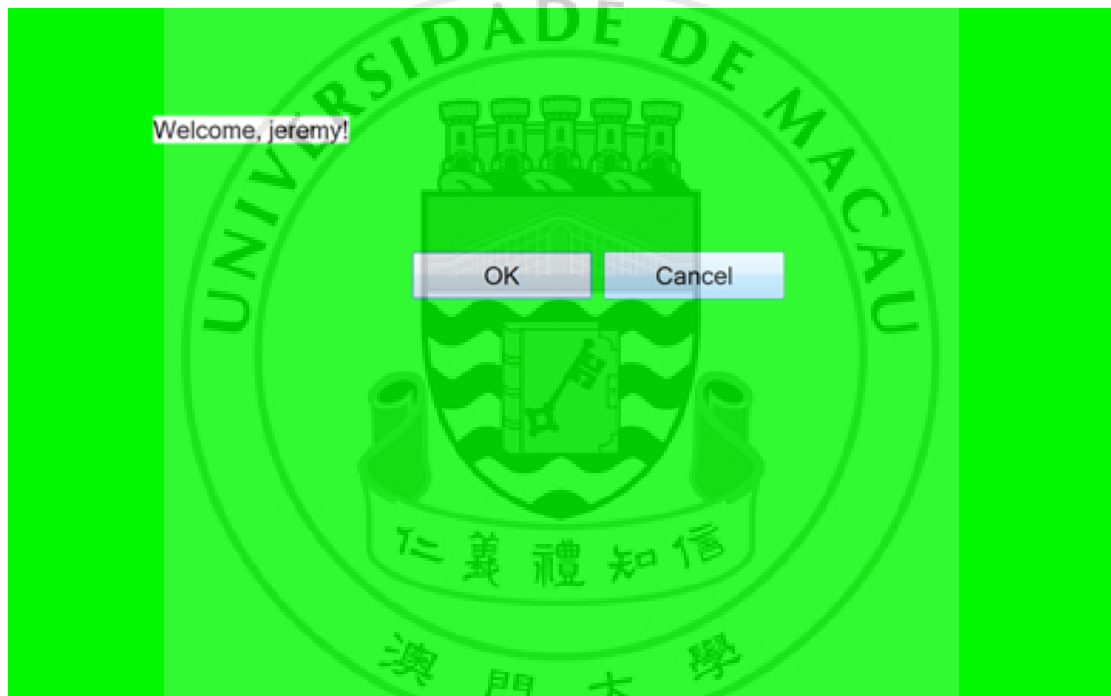 UNIVERSIDADE DE MACAU
Welcome, jeremy!
OK Cancel
仁義禮知信
澳門大學